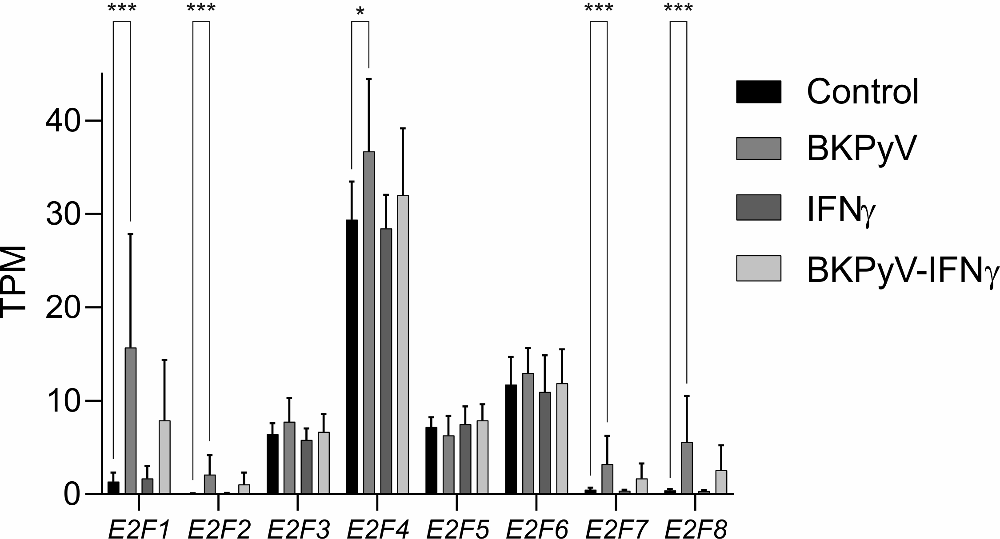 *** *** * *** ***
TPM
40
30
20
10
0
E2F1 E2F2 E2F3 E2F4 E2F5 E2F6 E2F7 E2F8
Control
BKPyV
IFNγ
BKPyV-IFNγ